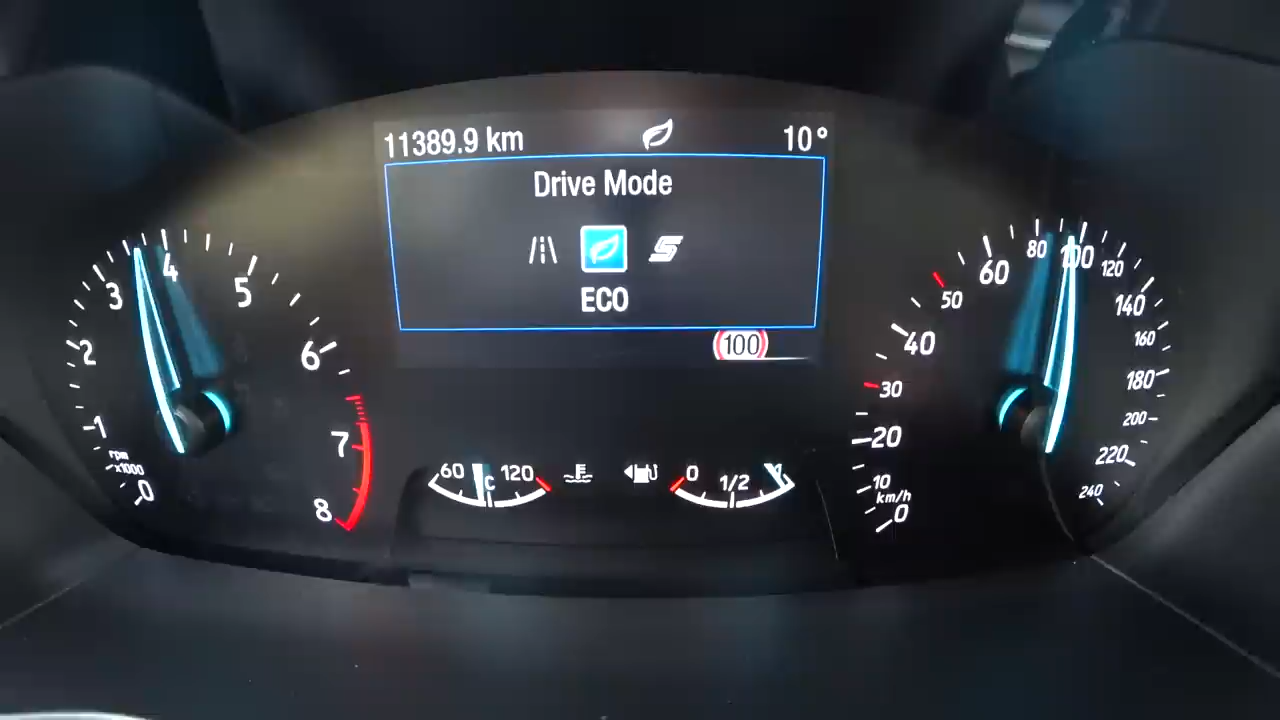 11389.9 km 10°
Drive Mode
ECO
100
0 1 2 3 4 5 6 7 8
rpm
x1000
60 °C 120
0 1/2 1
0 10 20 30 40 50 60 80 100 120 140 160 180 200 220 240
km/h